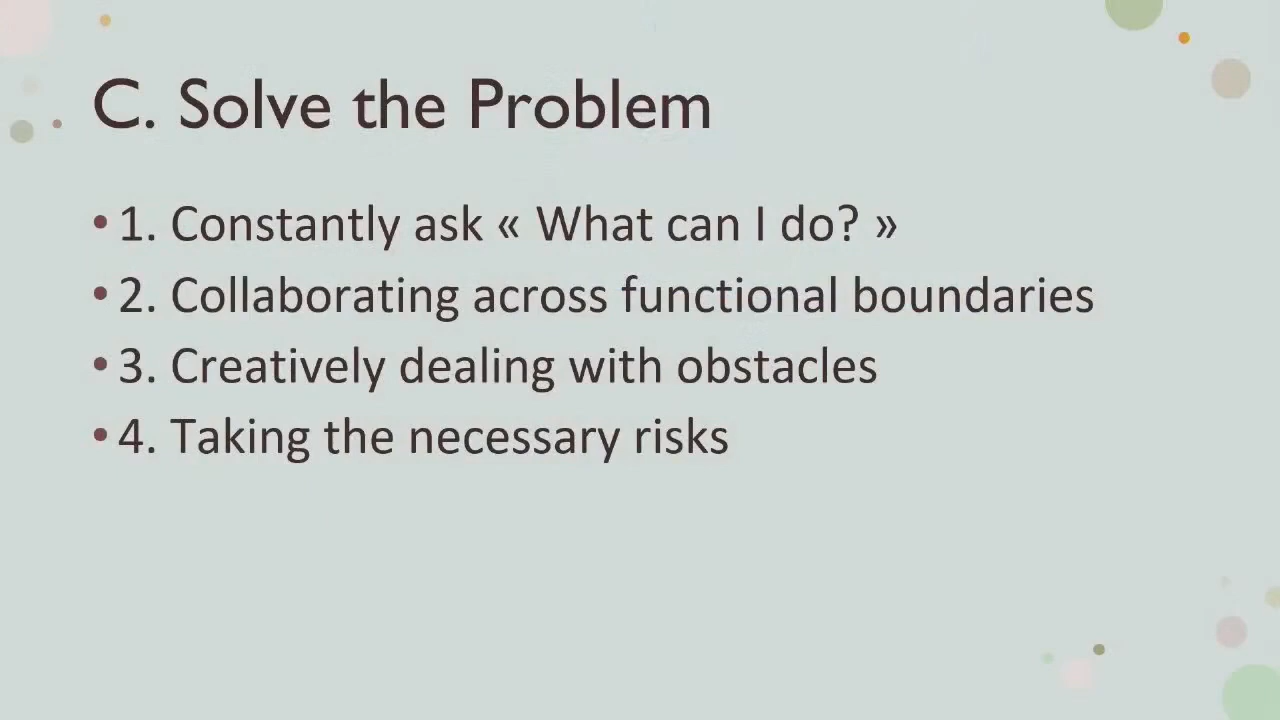 C. Solve the Problem
• 1. Constantly ask « What can I do? »
• 2. Collaborating across functional boundaries
• 3. Creatively dealing with obstacles
• 4. Taking the necessary risks